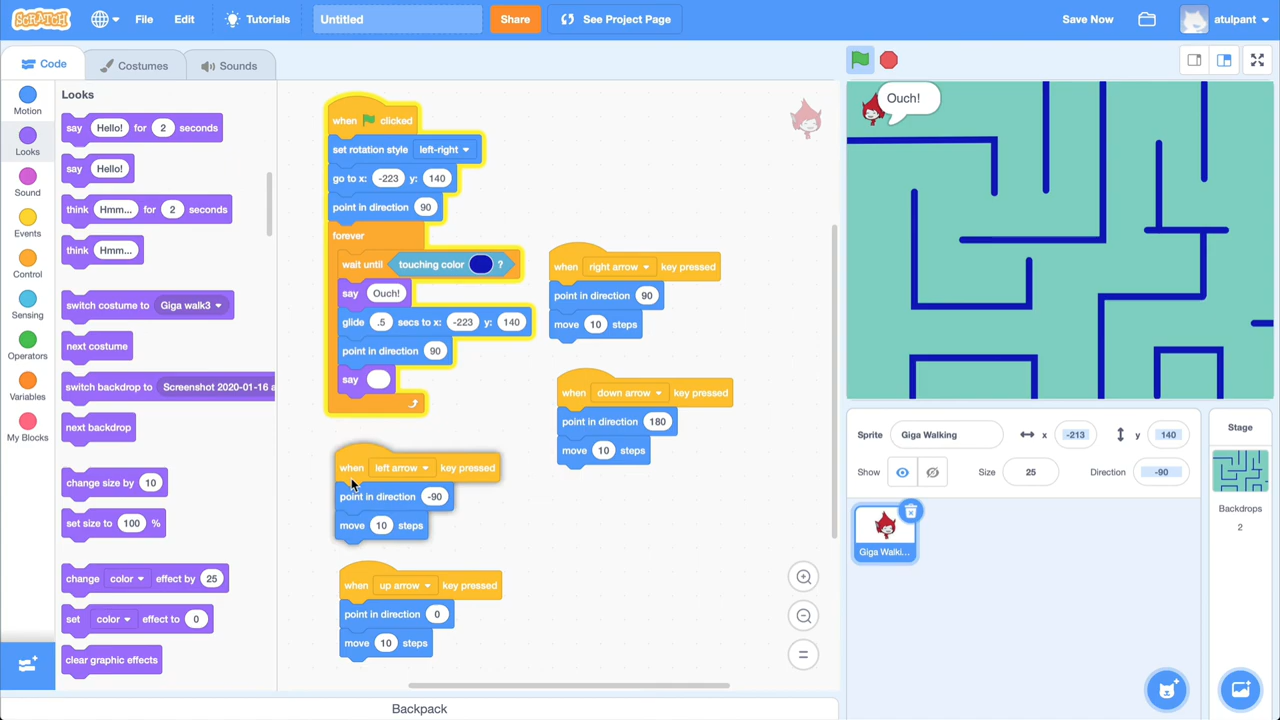 SCRATCH
File
Edit
Tutorials
Untitled
Share
See Project Page
Save Now
atulpant
Code
Costumes
Sounds
Motion
Looks
Sound
Events
Control
Sensing
Operators
Variables
My Blocks
Looks
say Hello! for 2 seconds
say Hello!
think Hmm... for 2 seconds
think Hmm...
switch costume to Giga walk3
next costume
switch backdrop to Screenshot 2020-01-16 a
next backdrop
change size by 10
set size to 100 %
change color effect by 25
set color effect to 0
clear graphic effects
when clicked
set rotation style left-right
go to x: -223 y: 140
point in direction 90
forever
wait until touching color ?
say Ouch!
glide .5 secs to x: -223 y: 140
point in direction 90
say
when left arrow key pressed
point in direction -90
move 10 steps
when up arrow key pressed
point in direction 0
move 10 steps
when right arrow key pressed
point in direction 90
move 10 steps
when down arrow key pressed
point in direction 180
move 10 steps
Ouch!
Sprite Giga Walking x -213 y 140
Show Size 25 Direction -90
Giga Walki...
Stage
Backdrops
2
Backpack